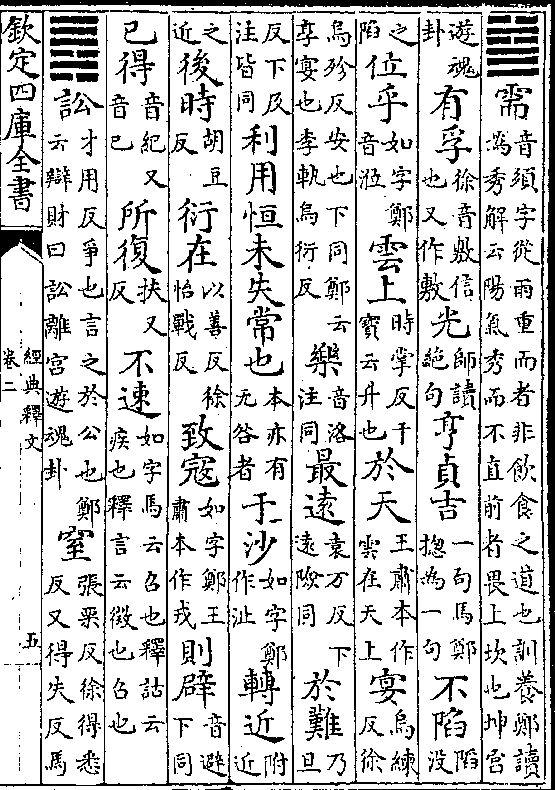 ䷄需音須字從雨重而者非飲食之道也訓養鄭讀為秀解云陽氣秀而不直前者畏上坎也坤宮
遊魂卦有孚徐音敷信也又作敷光師讀絕句亨貞吉一句馬鄭揔為一句不陷陷没
之陷位乎如字鄭音涖雲上時掌反干寶云升也於天王肅本作雲在天上宴烏練反徐
烏殄反安也下同鄭云享宴也李軌烏衍反樂音洛注同最遠袁万反下遠險同於難乃旦
反下及注皆同利用恒未失常也本亦有无咎者于沙如字鄭作沚轉近附近
之近後時胡豆反衍在以善反徐怡戰反致寇如字鄭王肅本作戎則辟音避下同
已得音紀又音已所復扶又反不速如字馬云召也釋詁云疾也釋言云徵也召也
䷅訟才用反爭也言之於公也鄭云辯財曰訟離宮遊魂卦窒張栗反徐得悉反又得失反馬
欽定四庫全書
經典釋文
卷二
五